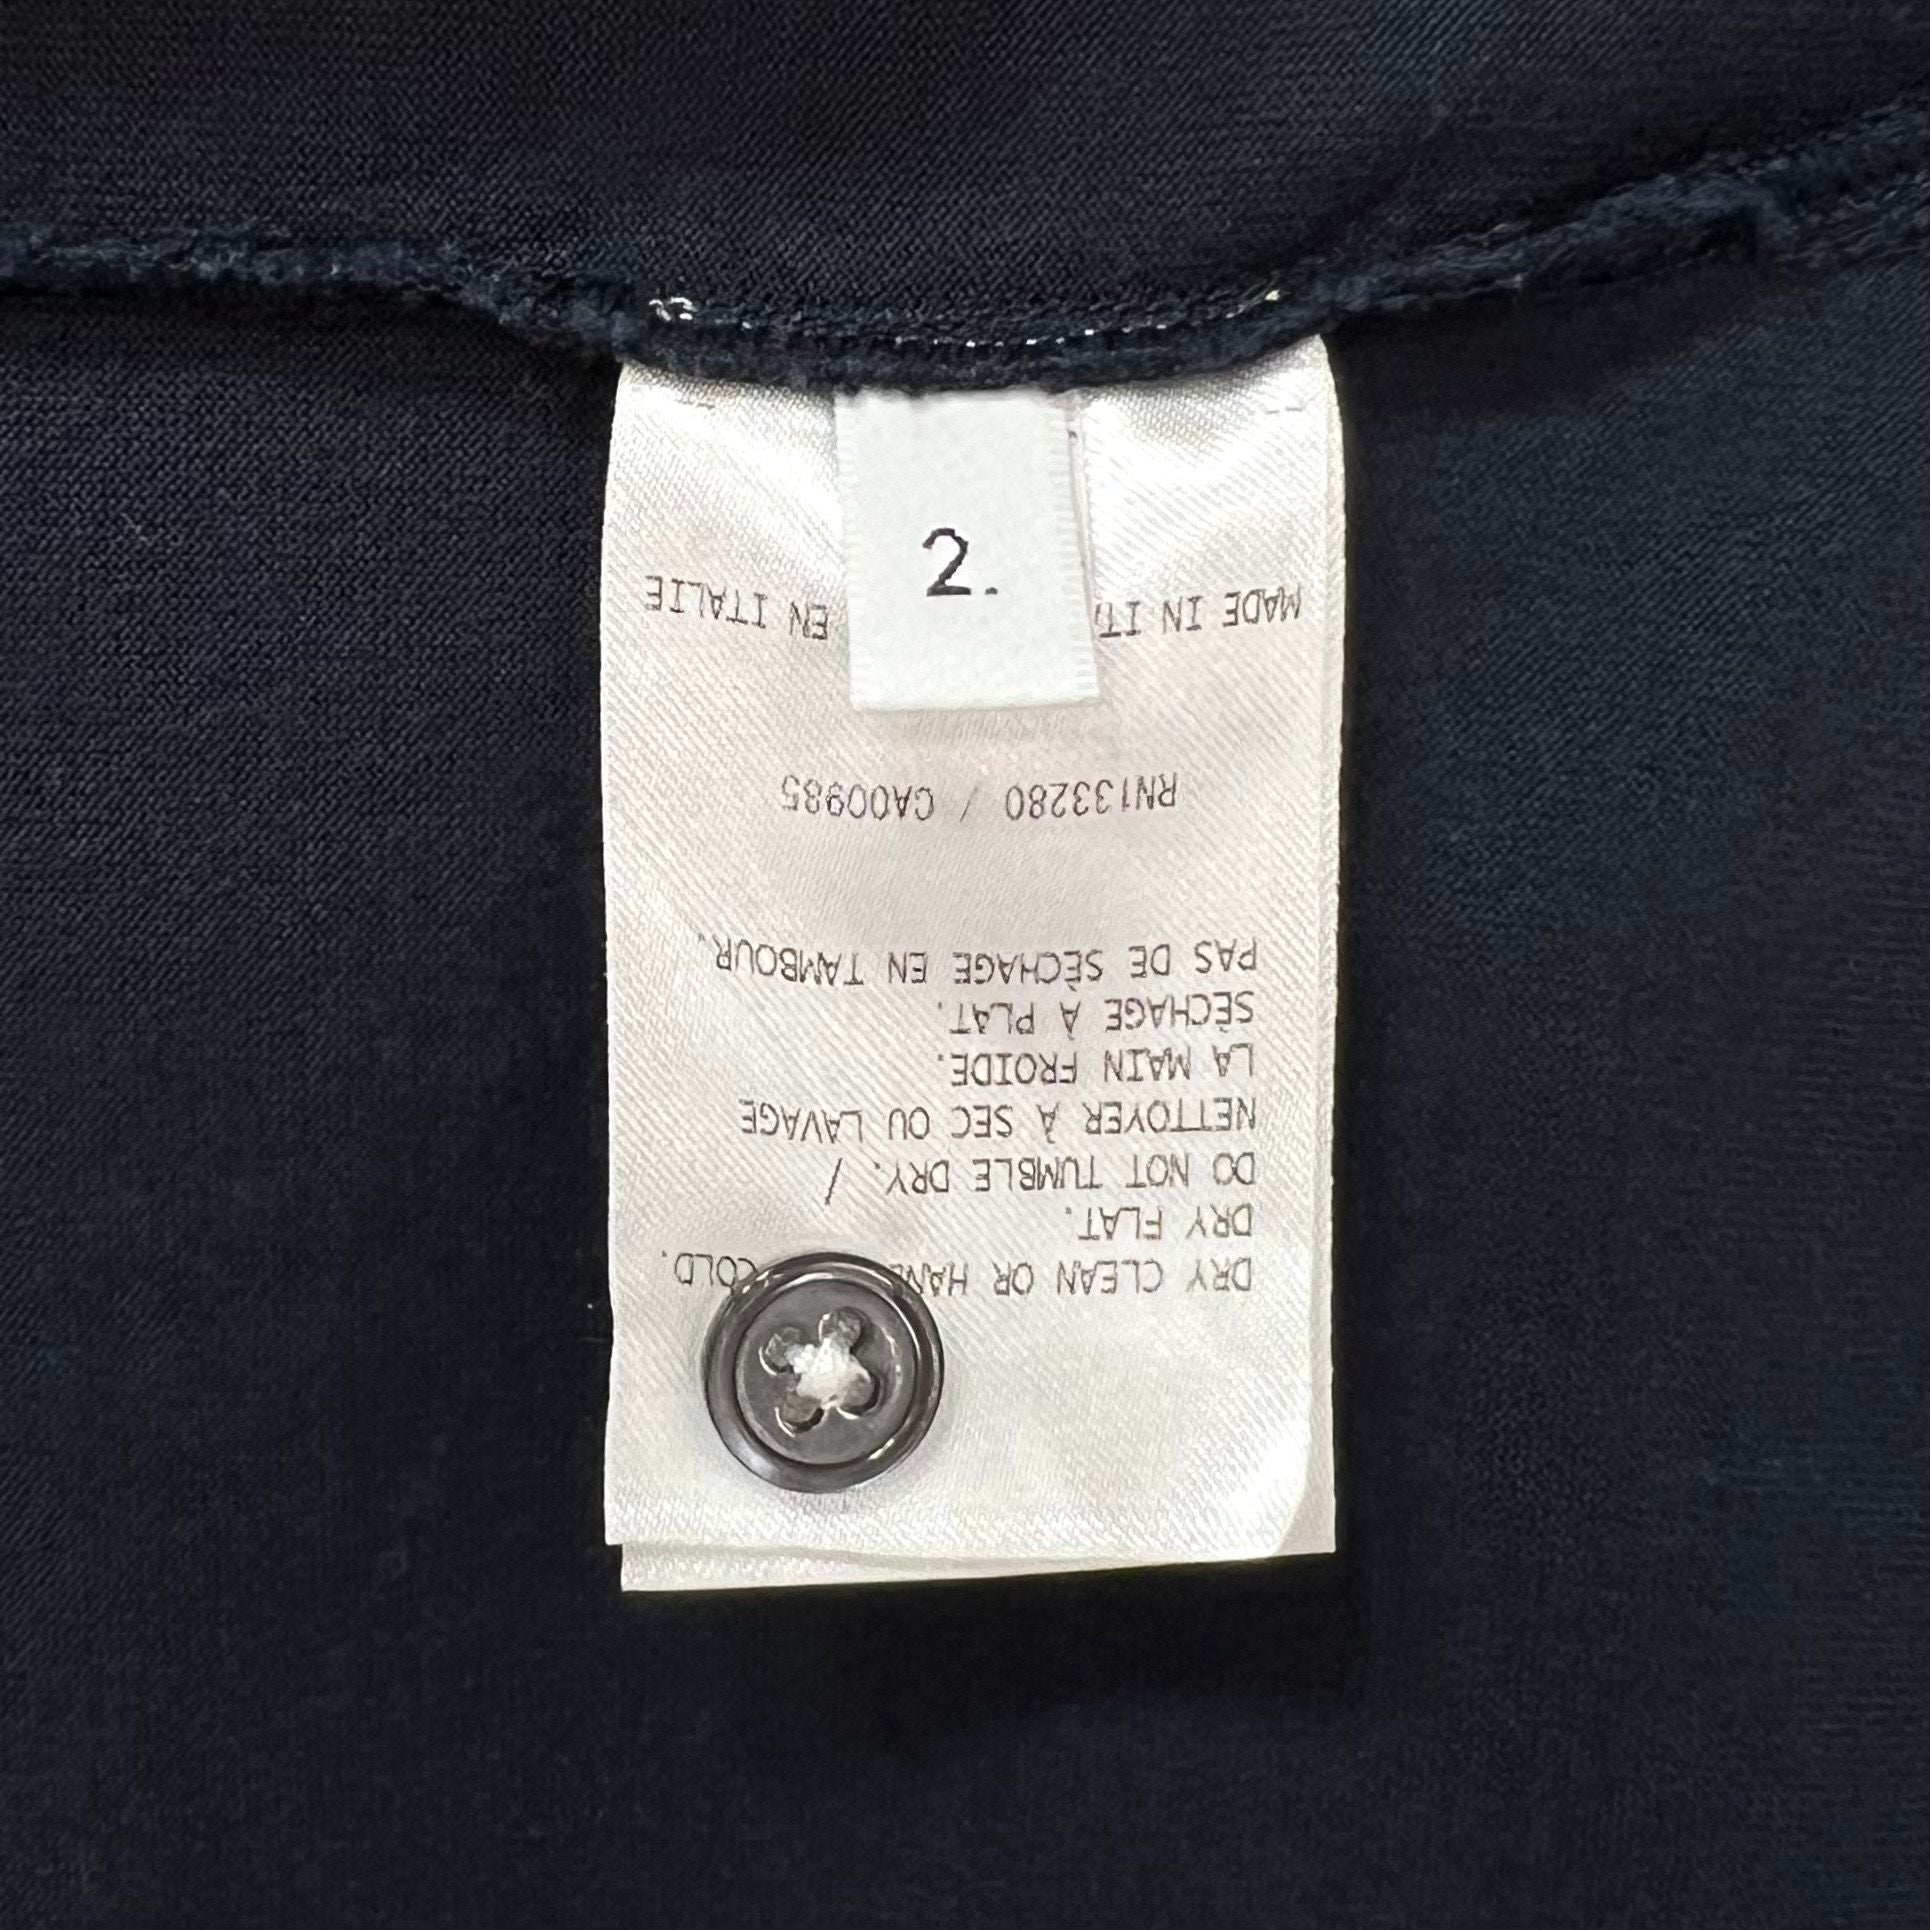 2.
DRY CLEAN OR HAN COLD.
DRY FLAT.
DO NOT TUMBLE DRY. /
NETTOYER À SEC OU LAVAGE
LA MAIN FROIDE.
SÈCHAGE À PLAT.
PAS DE SÈCHAGE EN TAMBOUR.
RN133280 / CA00985
MADE IN IT EN ITALIE